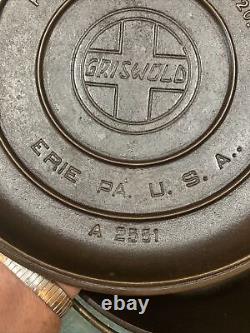 GRISWOLD
ERIE PA. U. S. A..
A 2551